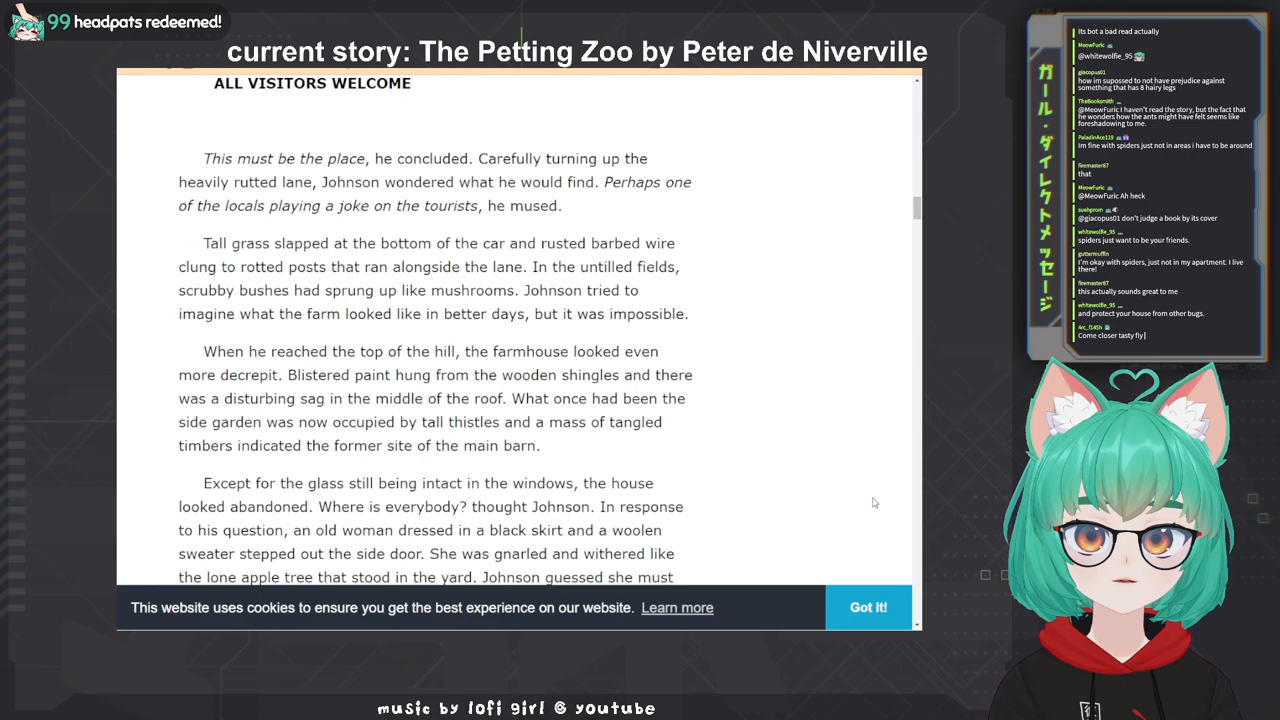 99 headpats redeemed!
current story: The Petting Zoo by Peter de Niverville
ALL VISITORS WELCOME
This must be the place, he concluded. Carefully turning up the
heavily rutted lane, Johnson wondered what he would find. Perhaps one
of the locals playing a joke on the tourists, he mused.
Tall grass slapped at the bottom of the car and rusted barbed wire
clung to rotted posts that ran alongside the lane. In the untilled fields,
scrubby bushes had sprung up like mushrooms. Johnson tried to
imagine what the farm looked like in better days, but it was impossible.
When he reached the top of the hill, the farmhouse looked even
more decrepit. Blistered paint hung from the wooden shingles and there
was a disturbing sag in the middle of the roof. What once had been the
side garden was now occupied by tall thistles and a mass of tangled
timbers indicated the former site of the main barn.
Except for the glass still being intact in the windows, the house
looked abandoned. Where is everybody? thought Johnson. In response
to his question, an old woman dressed in a black skirt and a woolen
sweater stepped out the side door. She was gnarled and withered like
the lone apple tree that stood in the yard. Johnson guessed she must
This website uses cookies to ensure you get the best experience on our website. Learn more
Got it!
music by lofi girl @ youtube
ガール・ダイレクトメッセージ
Its bot a bad read actually
MeowFuric
@whitewolfie_95
giacopus01
how im supossed to not have prejudice against
something that has 8 hairy legs
TheBooksmith
@MeowFuric I haven't read the story, but the fact that
he wonders how the ants might have felt seems like
foreshadowing to me.
PaladinAce119
Im fine with spiders just not in areas i have to be around
firemaster87
that
MeowFuric
@MeowFuric Ah heck
suehprom
@giacopus01 don't judge a book by its cover
whitewolfie_95
spiders just want to be your friends.
guttermuffin
I'm okay with spiders, just not in my apartment. I live
there!
firemaster87
this actually sounds great to me
whitewolfie_95
and protect your house from other bugs.
4rc_f145h
Come closer tasty fly